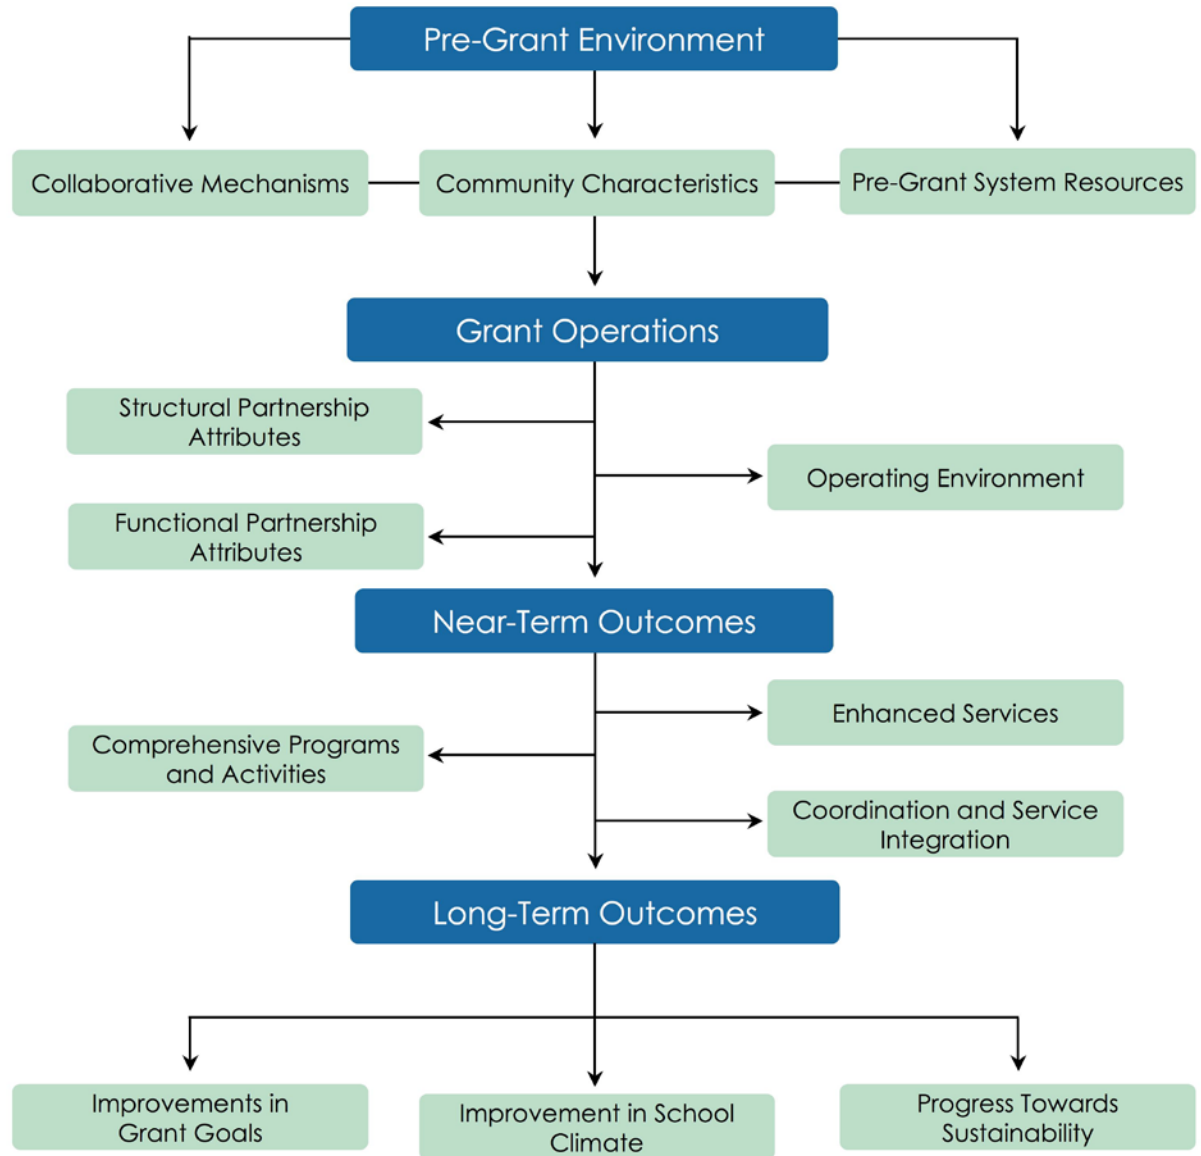 Pre-Grant Environment
Collaborative Mechanisms
Community Characteristics
Pre-Grant System Resources
Grant Operations
Structural Partnership
Attributes
Operating Environment
Functional Partnership
Attributes
Near-Term Outcomes
Enhanced Services
Comprehensive Programs
and Activities
Coordination and Service
Integration
Long-Term Outcomes
Improvements in
Grant Goals
Improvement in School
Climate
Progress Towards
Sustainability